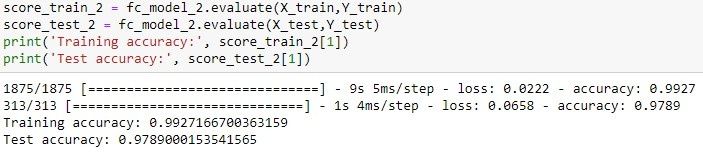 score_train_2 = fc_model_2.evaluate(X_train,Y_train)
score_test_2 = fc_model_2.evaluate(X_test,Y_test)
print('Training accuracy:', score_train_2[1])
print('Test accuracy:', score_test_2[1])
1875/1875 [==============================] - 9s 5ms/step - loss: 0.0222 - accuracy: 0.9927
313/313 [==============================] - 1s 4ms/step - loss: 0.0658 - accuracy: 0.9789
Training accuracy: 0.9927166700363159
Test accuracy: 0.9789000153541565